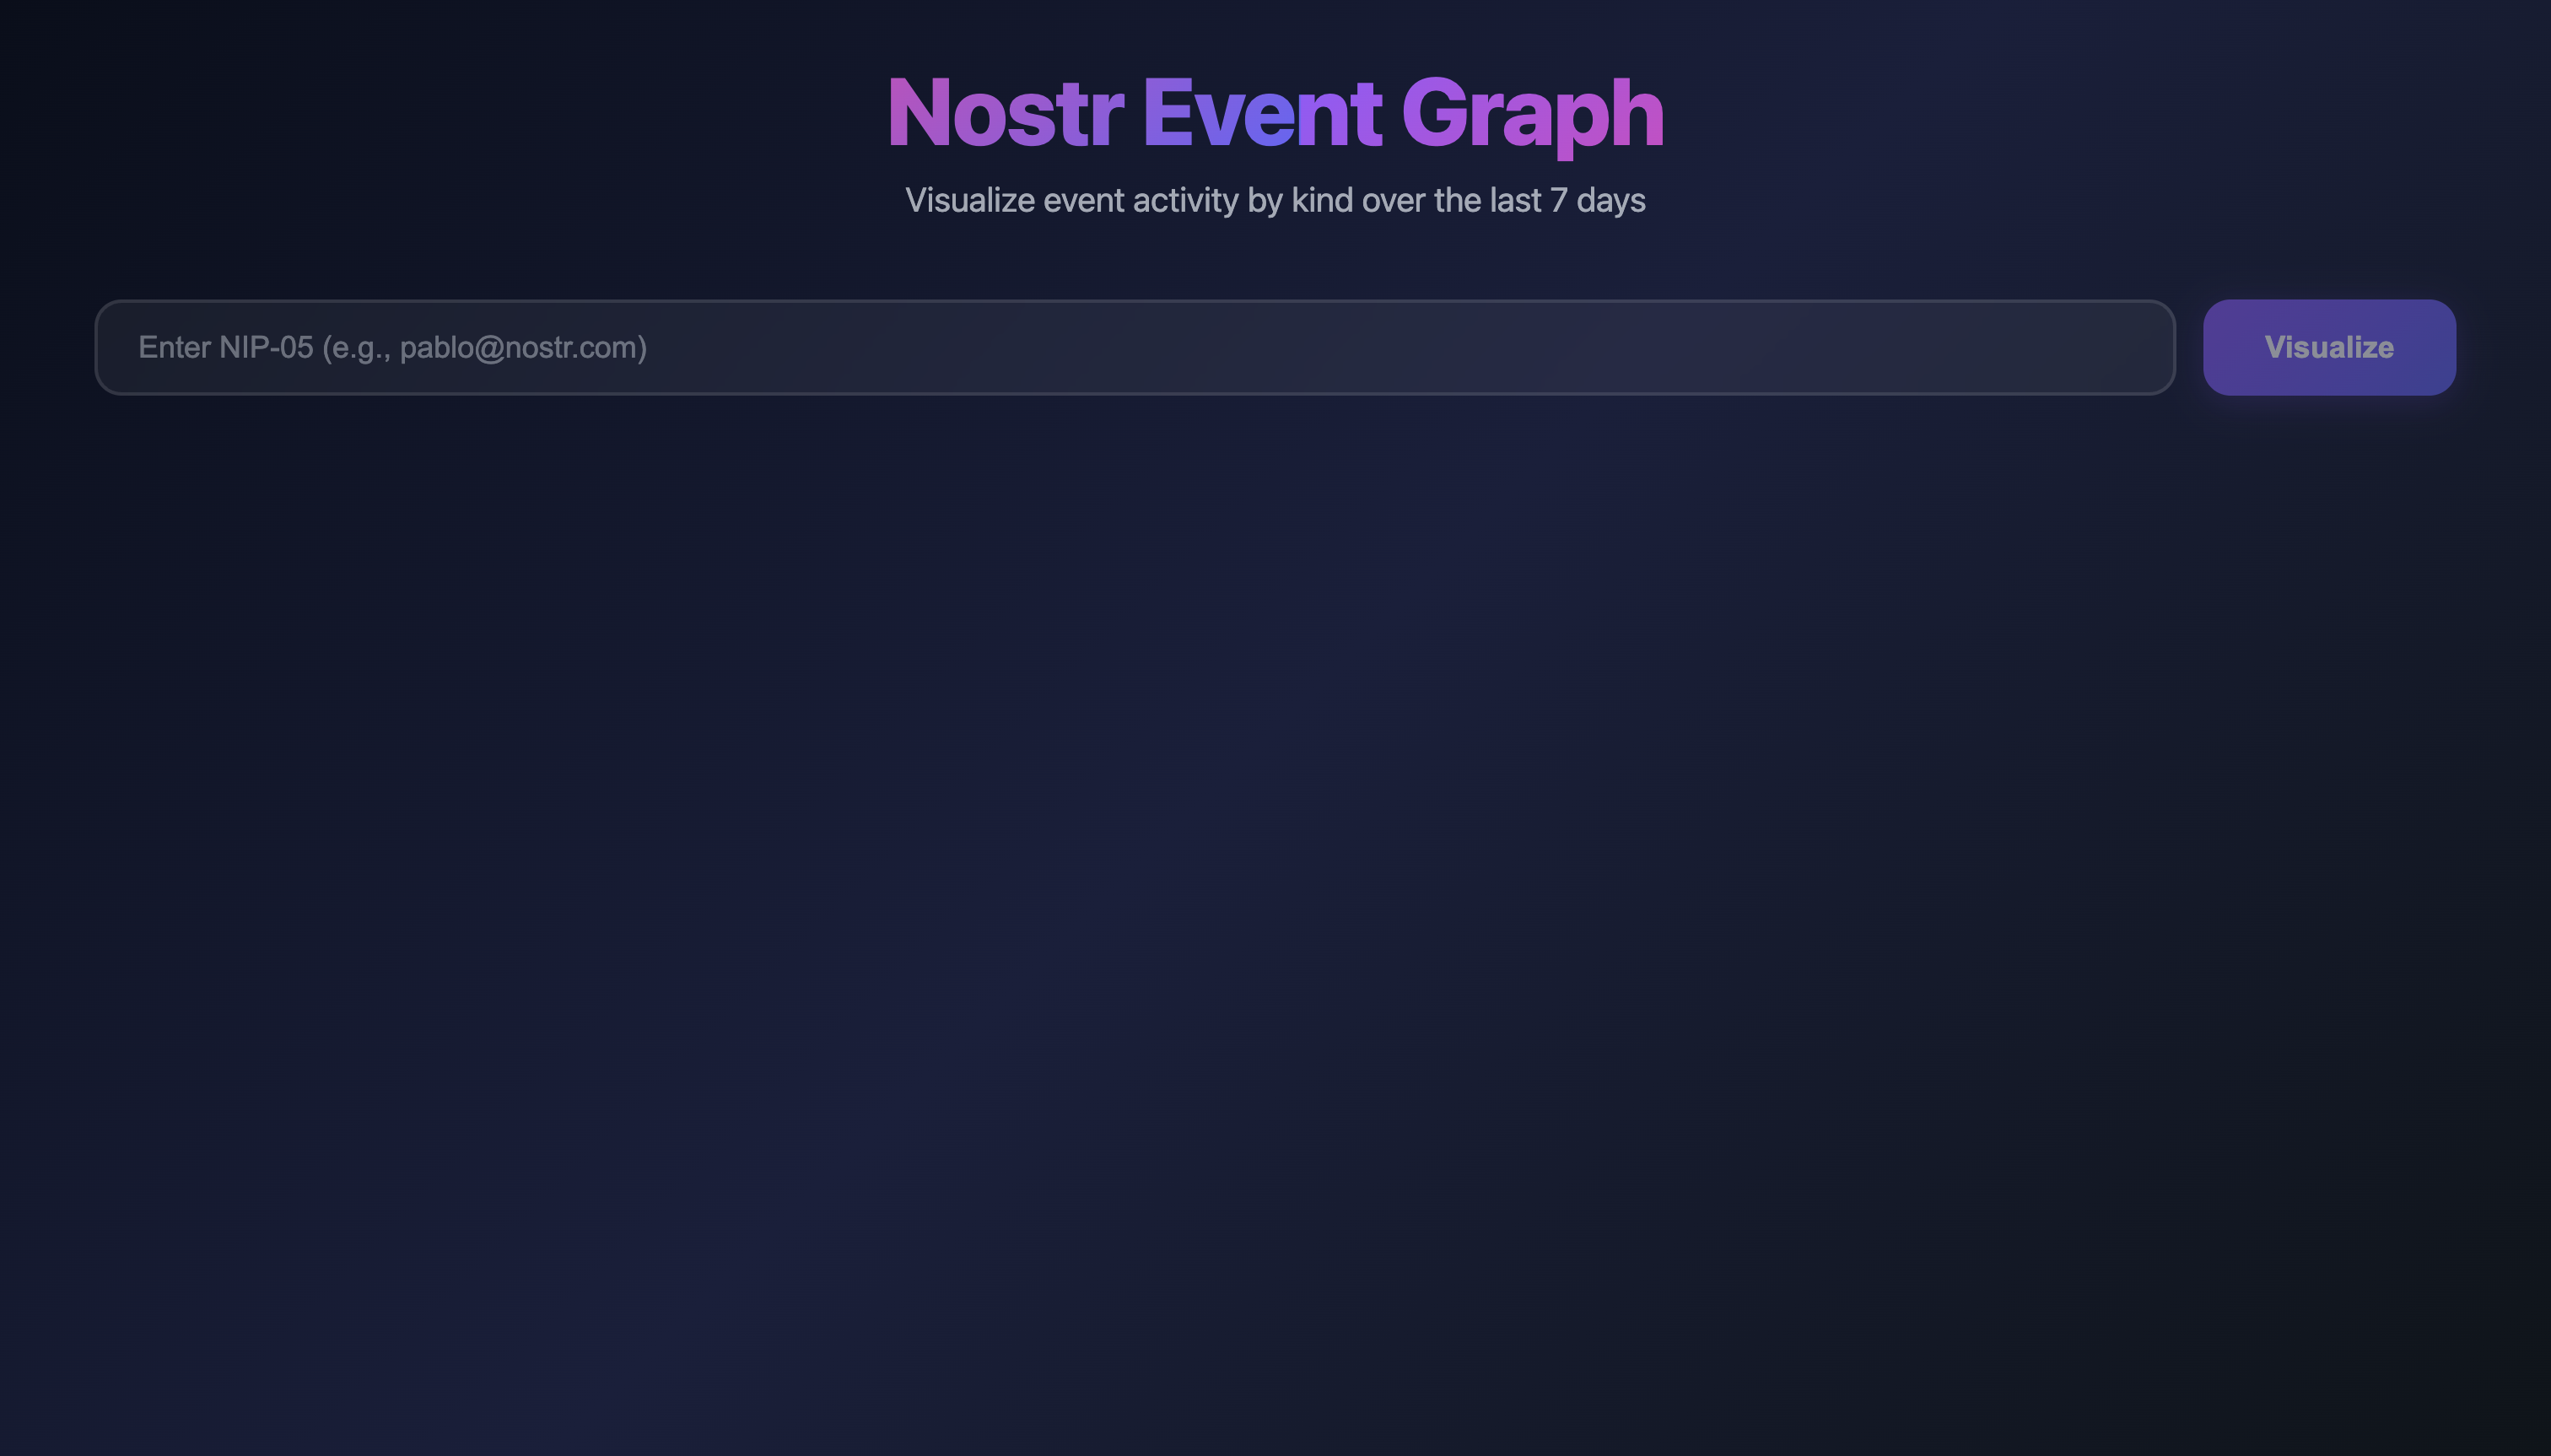 Nostr Event Graph
Visualize event activity by kind over the last 7 days
Enter NIP-05 (e.g., pablo@nostr.com)
Visualize